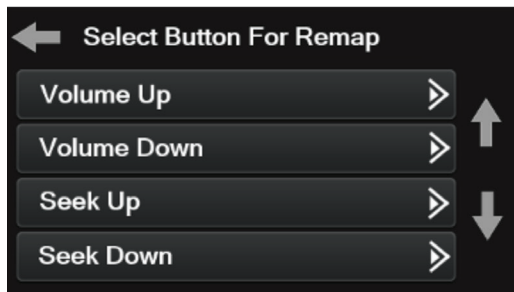 Select Button For Remap
Volume Up
Volume Down
Seek Up
Seek Down